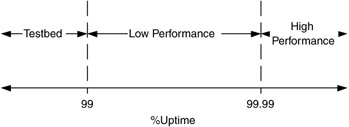 Testbed
Low Performance
High
Performance
99
99.99
%Uptime